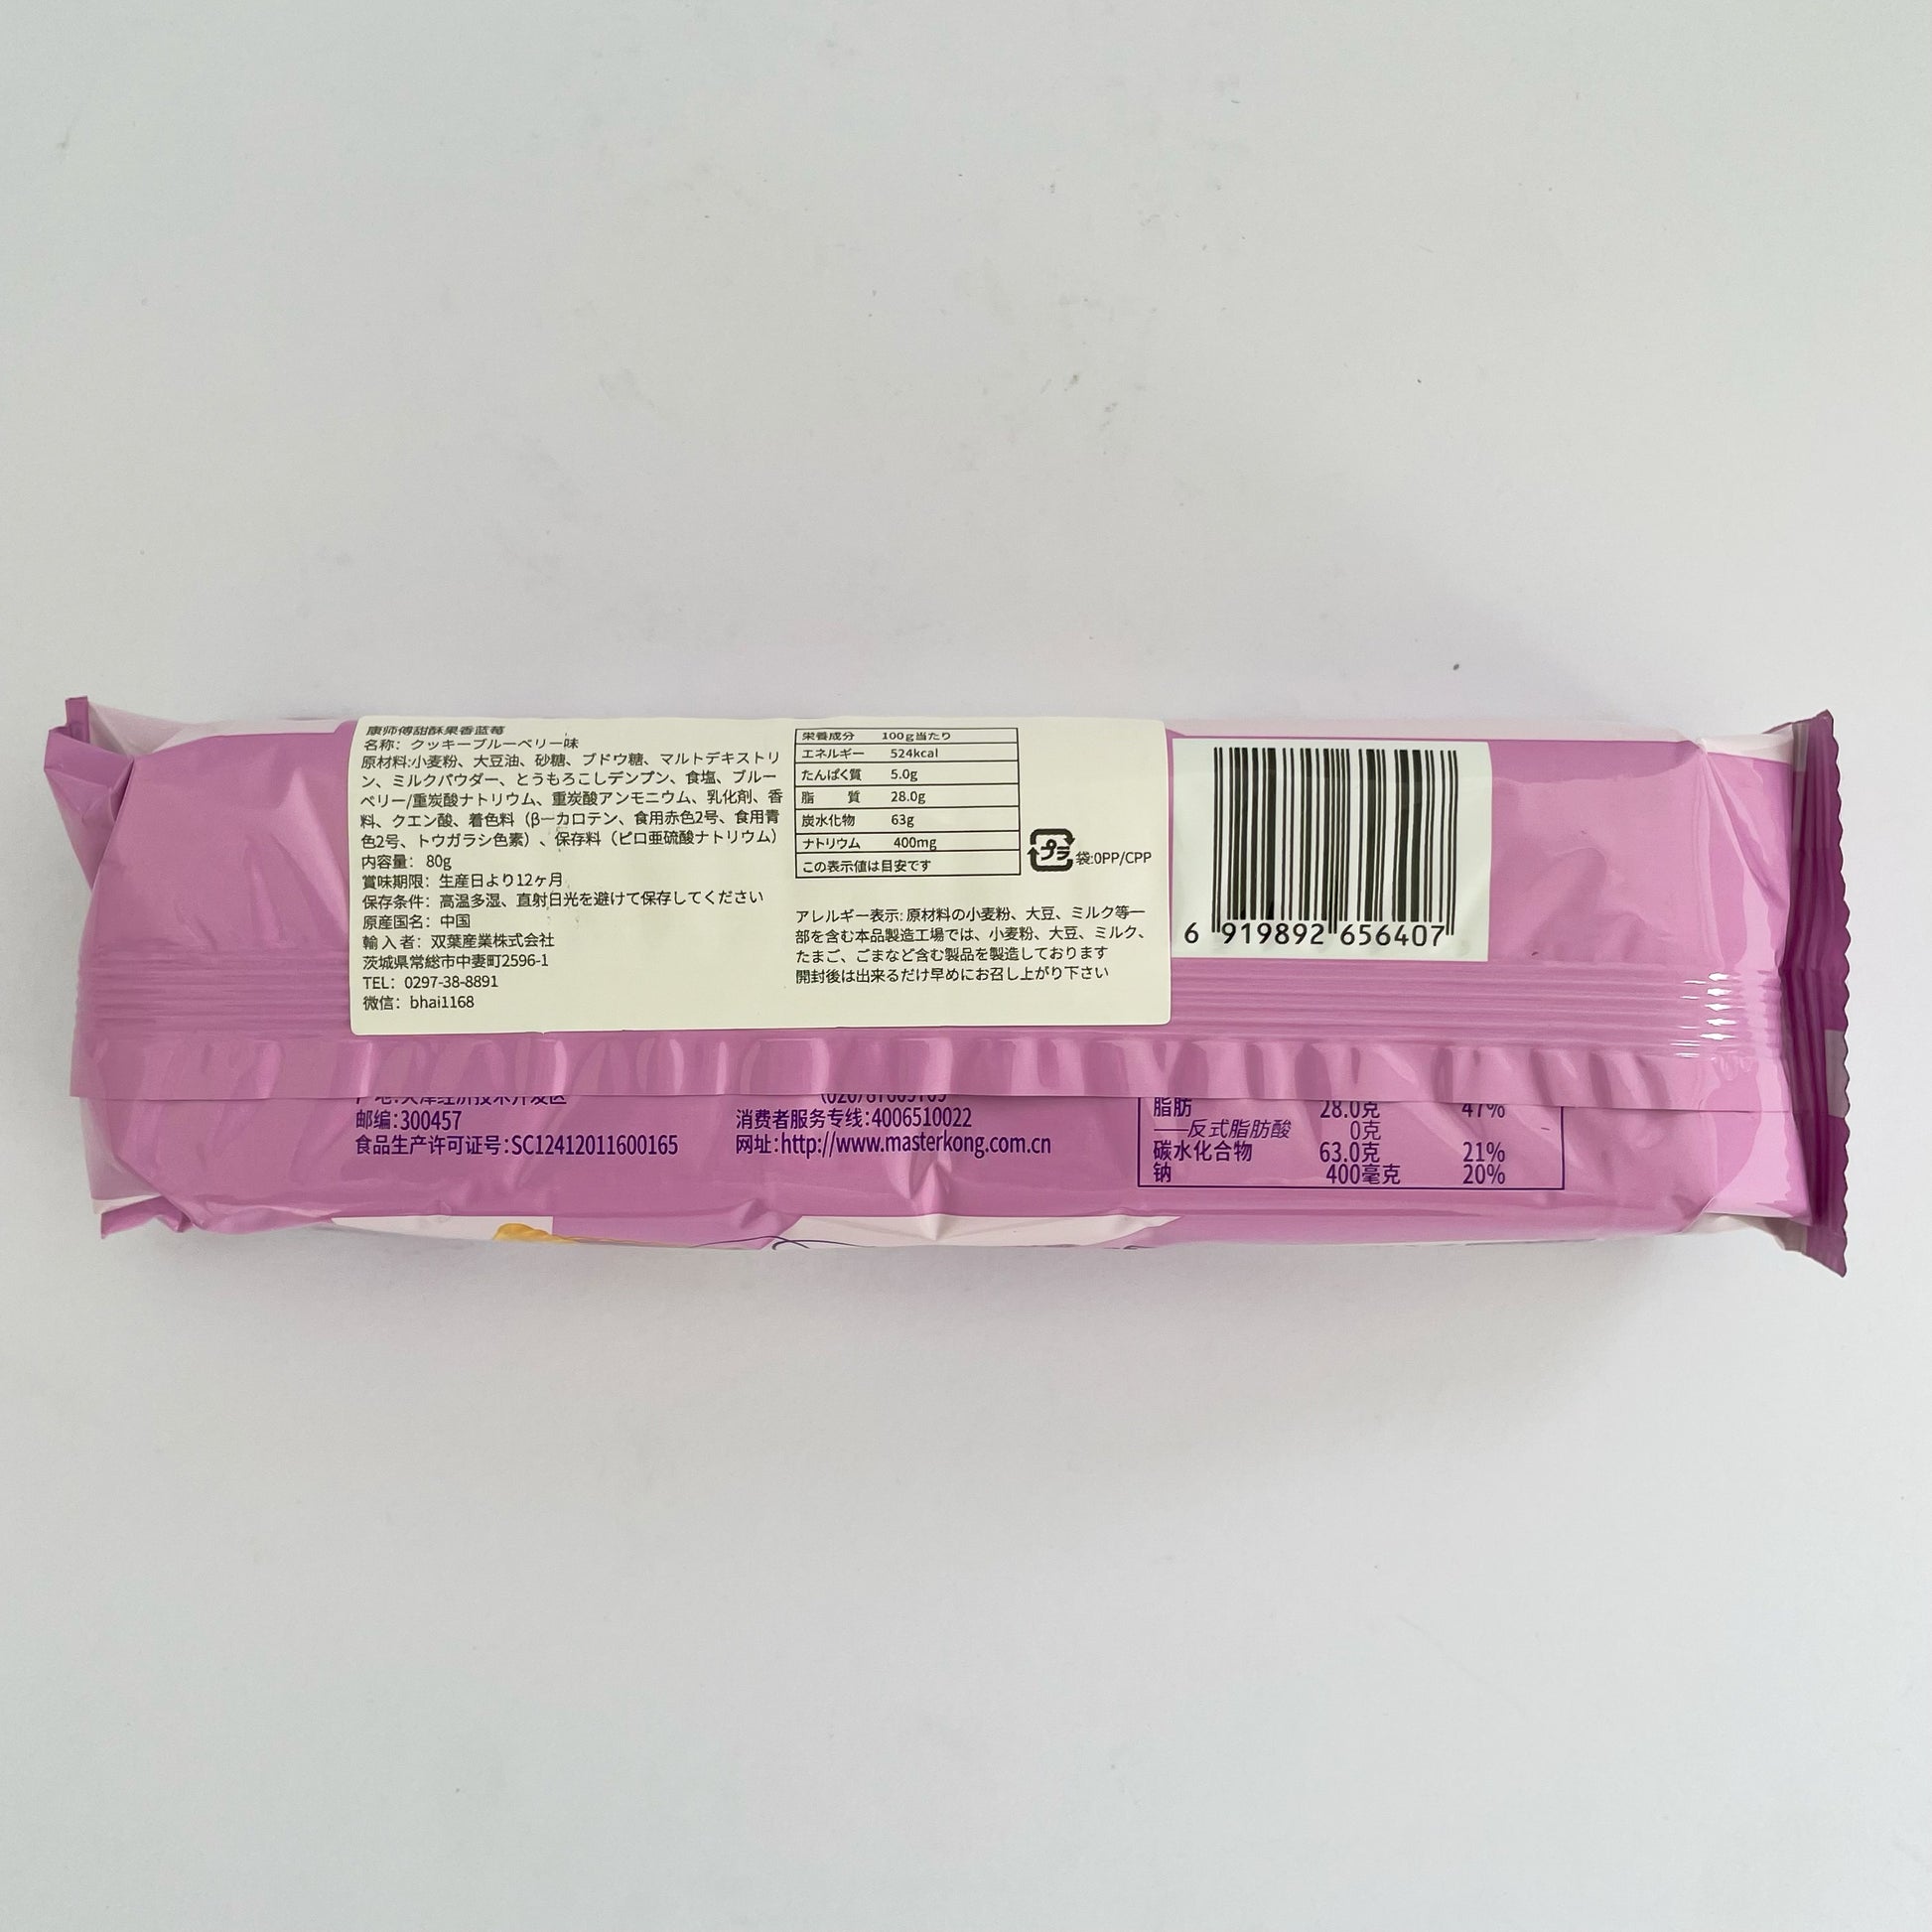 康师傅甜酥果香蓝莓
名称：クッキーブルーベリー味
原材料:小麦粉、大豆油、砂糖、ブドウ糖、マルトデキストリ
ン、ミルクパウダー、とうもろこしデンプン、食塩、ブルー
ベリー/重炭酸ナトリウム、重炭酸アンモニウム、乳化剤、香
料、クエン酸、着色料（β—カロテン、食用赤色2号、食用青
色2号、トウガラシ色素）、保存料（ピロ亜硫酸ナトリウム）
内容量：80g
賞味期限：生産日より12ヶ月
保存条件：高温多湿、直射日光を避けて保存してください
原産国名：中国
輸入者：双葉産業株式会社
茨城県常総市中妻町2596-1
TEL：0297-38-8891
微信：bhai1168
栄養成分 100g当たり
エネルギー 524kcal
たんぱく質 5.0g
脂 質 28.0g
炭水化物 63g
ナトリウム 400mg
この表示値は目安です
プラ 袋:OPP/CPP
アレルギー表示:原材料の小麦粉、大豆、ミルク等一
部を含む本品製造工場では、小麦粉、大豆、ミルク、
たまご、ごまなど含む製品を製造しております
開封後は出来るだけ早めにお召し上がり下さい
6 919892 656407
产地:天津经济技术开发区
邮编:300457
食品生产许可证号:SC12412011600165
消费者服务专线:4006510022
网址:http://www.masterkong.com.cn
脂肪 28.0克 47%
——反式脂肪酸 0克
碳水化合物 63.0克 21%
钠 400毫克 20%